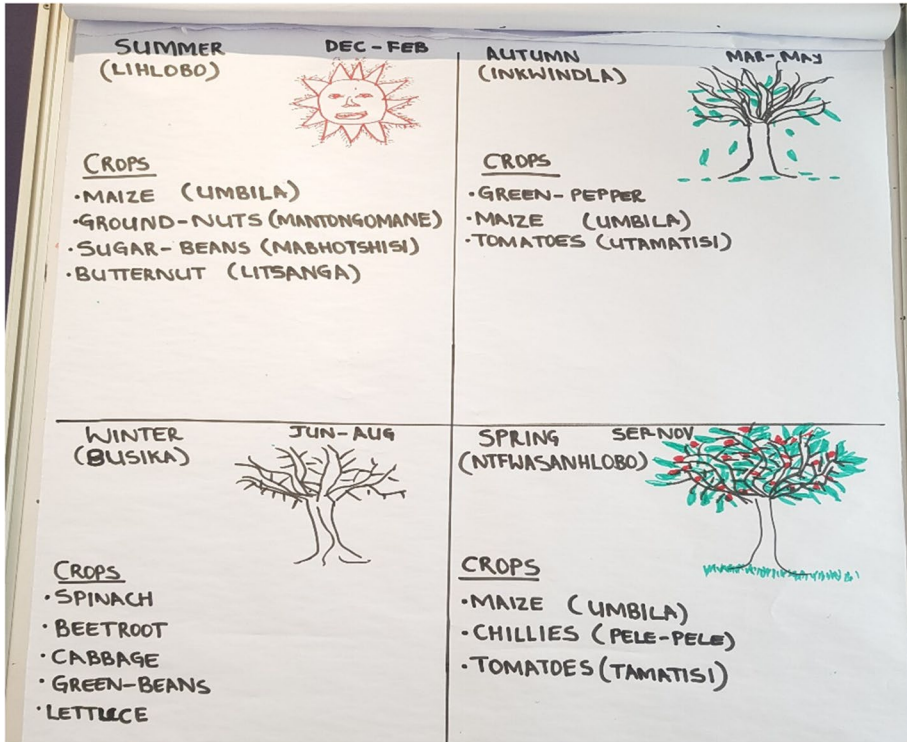 SUMMER DEC-FEB
(LIHLOBO)
CROPS
·MAIZE (UMBILA)
·GROUND-NUTS (MANTONGOMANE)
·SUGAR-BEANS (MABHOTSHISI)
·BUTTERNUT (LITSANGA)
AUTUMN MAR-MAY
(INKWINDLA)
CROPS
·GREEN-PEPPER
·MAIZE (UMBILA)
·TOMATOES (UTAMATISI)
WINTER JUN-AUG
(BUSIKA)
CROPS
·SPINACH
·BEETROOT
·CABBAGE
·GREEN-BEANS
·LETTUCE
SPRING SEP-NOV
(NTFWASANHLOBO)
CROPS
·MAIZE (UMBILA)
·CHILLIES (PELE-PELE)
·TOMATOES (TAMATISI)